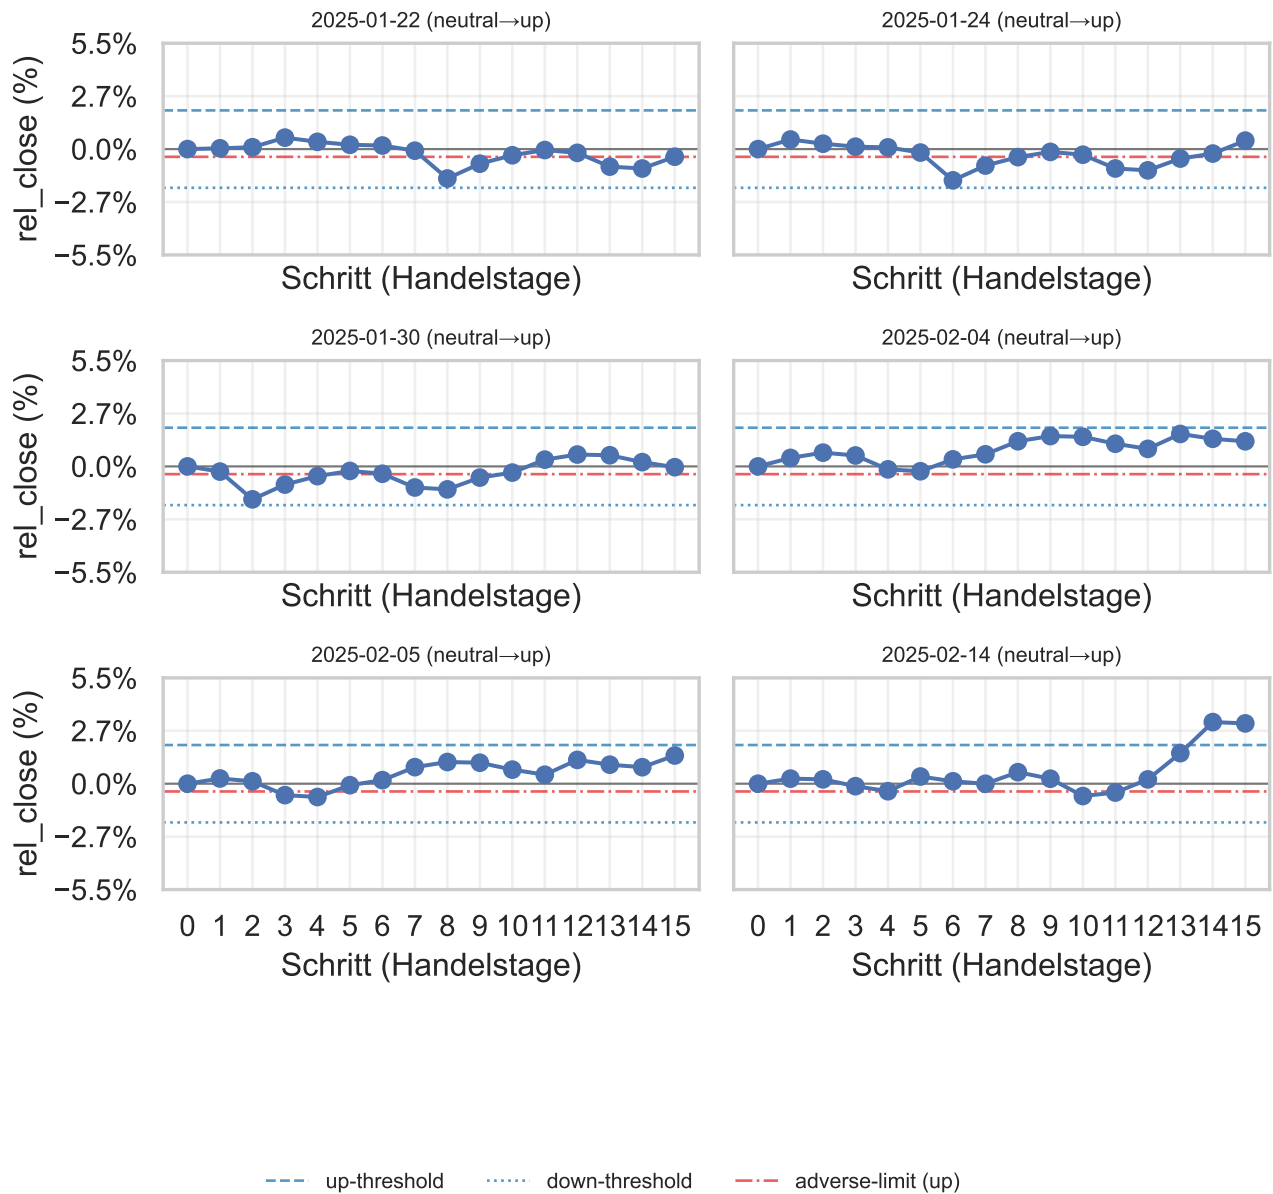 2025-01-22 (neutral→up)
2025-01-24 (neutral→up)
rel_close (%)
5.5%
2.7%
0.0%
−2.7%
−5.5%
Schritt (Handelstage)
Schritt (Handelstage)
2025-01-30 (neutral→up)
2025-02-04 (neutral→up)
rel_close (%)
5.5%
2.7%
0.0%
−2.7%
−5.5%
Schritt (Handelstage)
Schritt (Handelstage)
2025-02-05 (neutral→up)
2025-02-14 (neutral→up)
rel_close (%)
5.5%
2.7%
0.0%
−2.7%
−5.5%
0 1 2 3 4 5 6 7 8 9 10 11 12 13 14 15
0 1 2 3 4 5 6 7 8 9 10 11 12 13 14 15
Schritt (Handelstage)
Schritt (Handelstage)
up-threshold
down-threshold
adverse-limit (up)